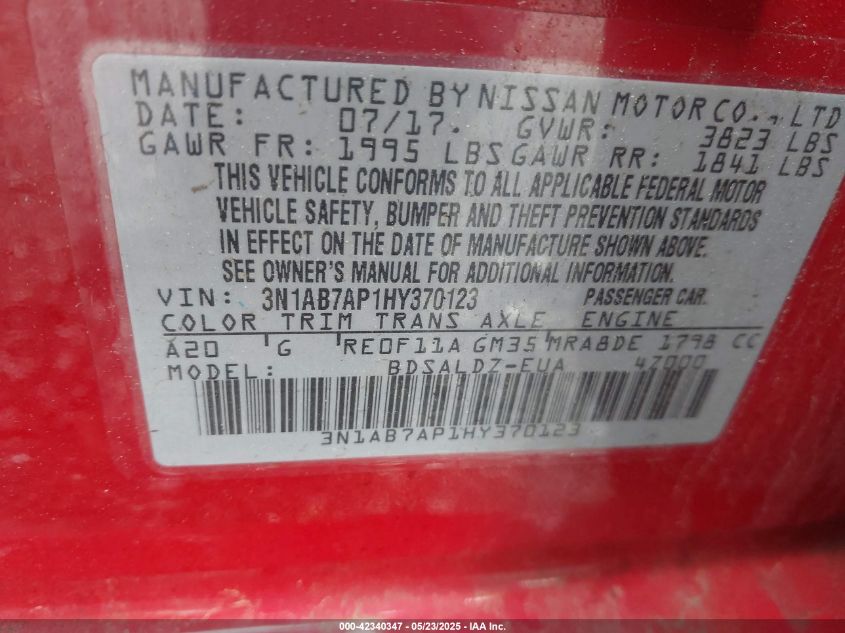 MANUFACTURED BY NISSAN MOTOR CO., LTD
DATE: 07/17. GVWR: 3823 LBS
GAWR FR: 1995 LBS GAWR RR: 1841 LBS
THIS VEHICLE CONFORMS TO ALL APPLICABLE FEDERAL MOTOR
VEHICLE SAFETY, BUMPER AND THEFT PREVENTION STANDARDS
IN EFFECT ON THE DATE OF MANUFACTURE SHOWN ABOVE.
SEE OWNER'S MANUAL FOR ADDITIONAL INFORMATION.
VIN: 3N1AB7AP1HY370123 PASSENGER CAR.
COLOR TRIM TRANS AXLE ENGINE
A20 'G 'RE0F11A GM35 'MRA8DE 1798 CC
MODEL: BDSALDZ-EUA 47000
3N1AB7AP1HY370123
000-42340347 - 05/23/2025 - IAA Inc.